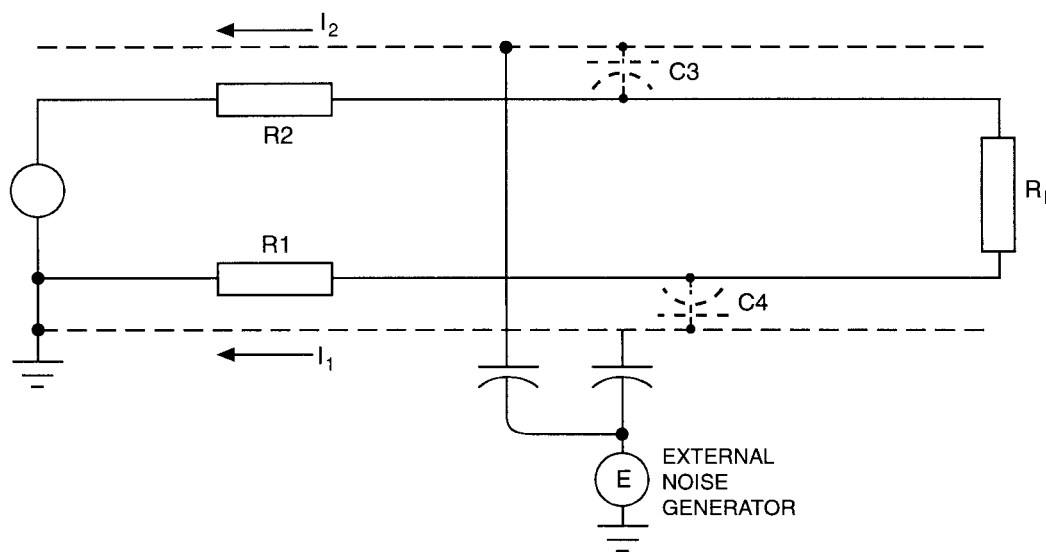 I₂
C3
R2
R1
C4
I₁
E
EXTERNAL
NOISE
GENERATOR